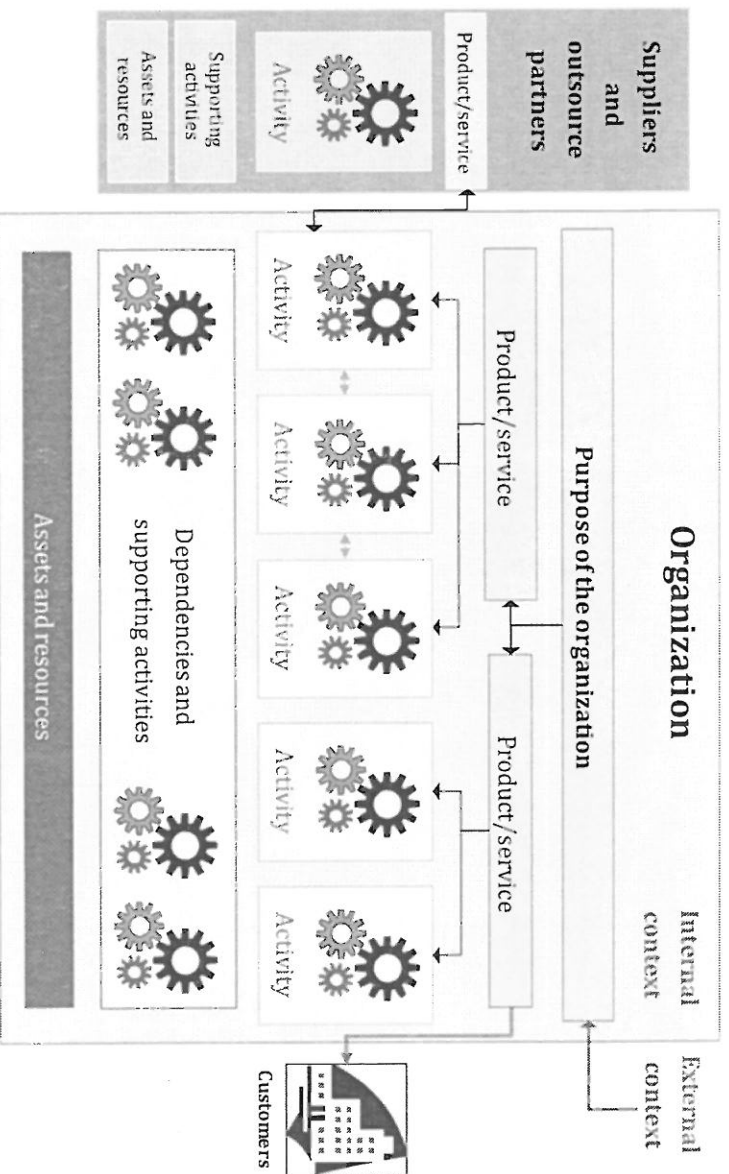 Organization
Internal
context
External
context
Suppliers
and
outsource
partners
Purpose of the organization
Product/service
Product/service
Product/service
Activity
Activity
Activity
Activity
Activity
Activity
Customers
Supporting
activities
Assets and
resources
Dependencies and
supporting activities
Assets and resources